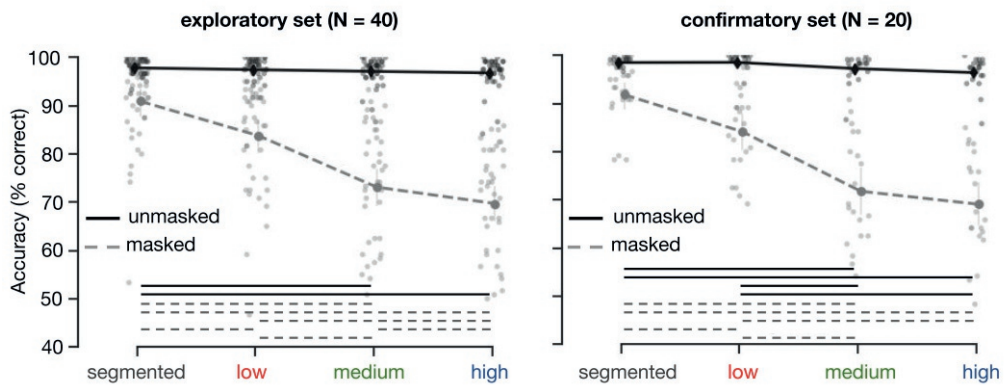 exploratory set (N = 40)
confirmatory set (N = 20)
Accuracy (% correct)
100
90
80
70
60
50
40
unmasked
masked
segmented low medium high
unmasked
masked
segmented low medium high